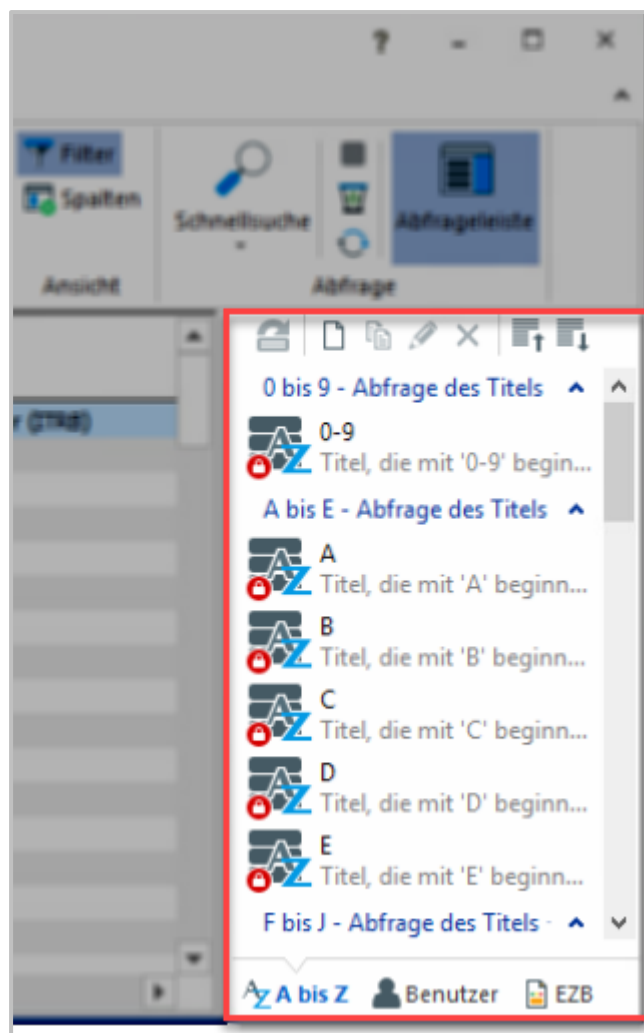 ?
Filter
Spalten
Schnellsuche
Abfrageleiste
Ansicht
Abfrage
0 bis 9 - Abfrage des Titels
0-9
Titel, die mit '0-9' begin...
A bis E - Abfrage des Titels
A
Titel, die mit 'A' beginn...
B
Titel, die mit 'B' beginn...
C
Titel, die mit 'C' beginn...
D
Titel, die mit 'D' beginn...
E
Titel, die mit 'E' beginn...
F bis J - Abfrage des Titels -
A bis Z Benutzer EZB